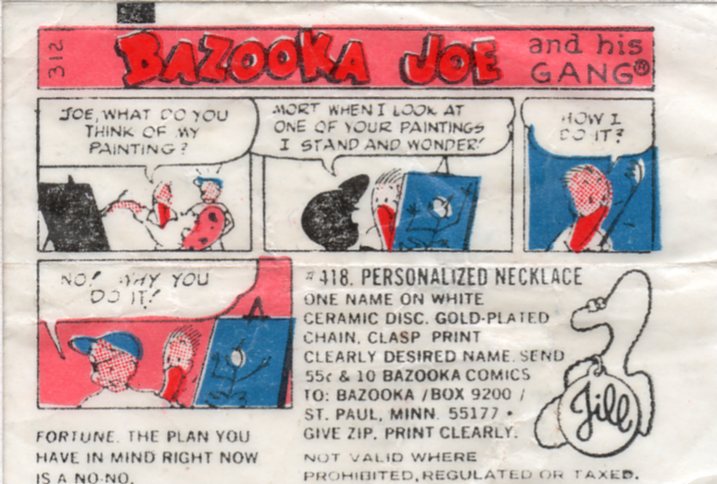 312
BAZOOKA JOE
and his
GANG®
JOE, WHAT DO YOU
THINK OF MY
PAINTING?
MORT WHEN I LOOK AT
ONE OF YOUR PAINTINGS
I STAND AND WONDER!
HOW I
DO IT?
NO! WHY YOU
DO IT!
#418. PERSONALIZED NECKLACE
ONE NAME ON WHITE
CERAMIC DISC. GOLD-PLATED
CHAIN, CLASP PRINT
CLEARLY DESIRED NAME. SEND
55¢ & 10 BAZOOKA COMICS
TO: BAZOOKA / BOX 9200 /
ST. PAUL, MINN. 55177 •
GIVE ZIP. PRINT CLEARLY.
NOT VALID WHERE
PROHIBITED, REGULATED OR TAXED.
Jill
FORTUNE. THE PLAN YOU
HAVE IN MIND RIGHT NOW
IS A NO-NO.